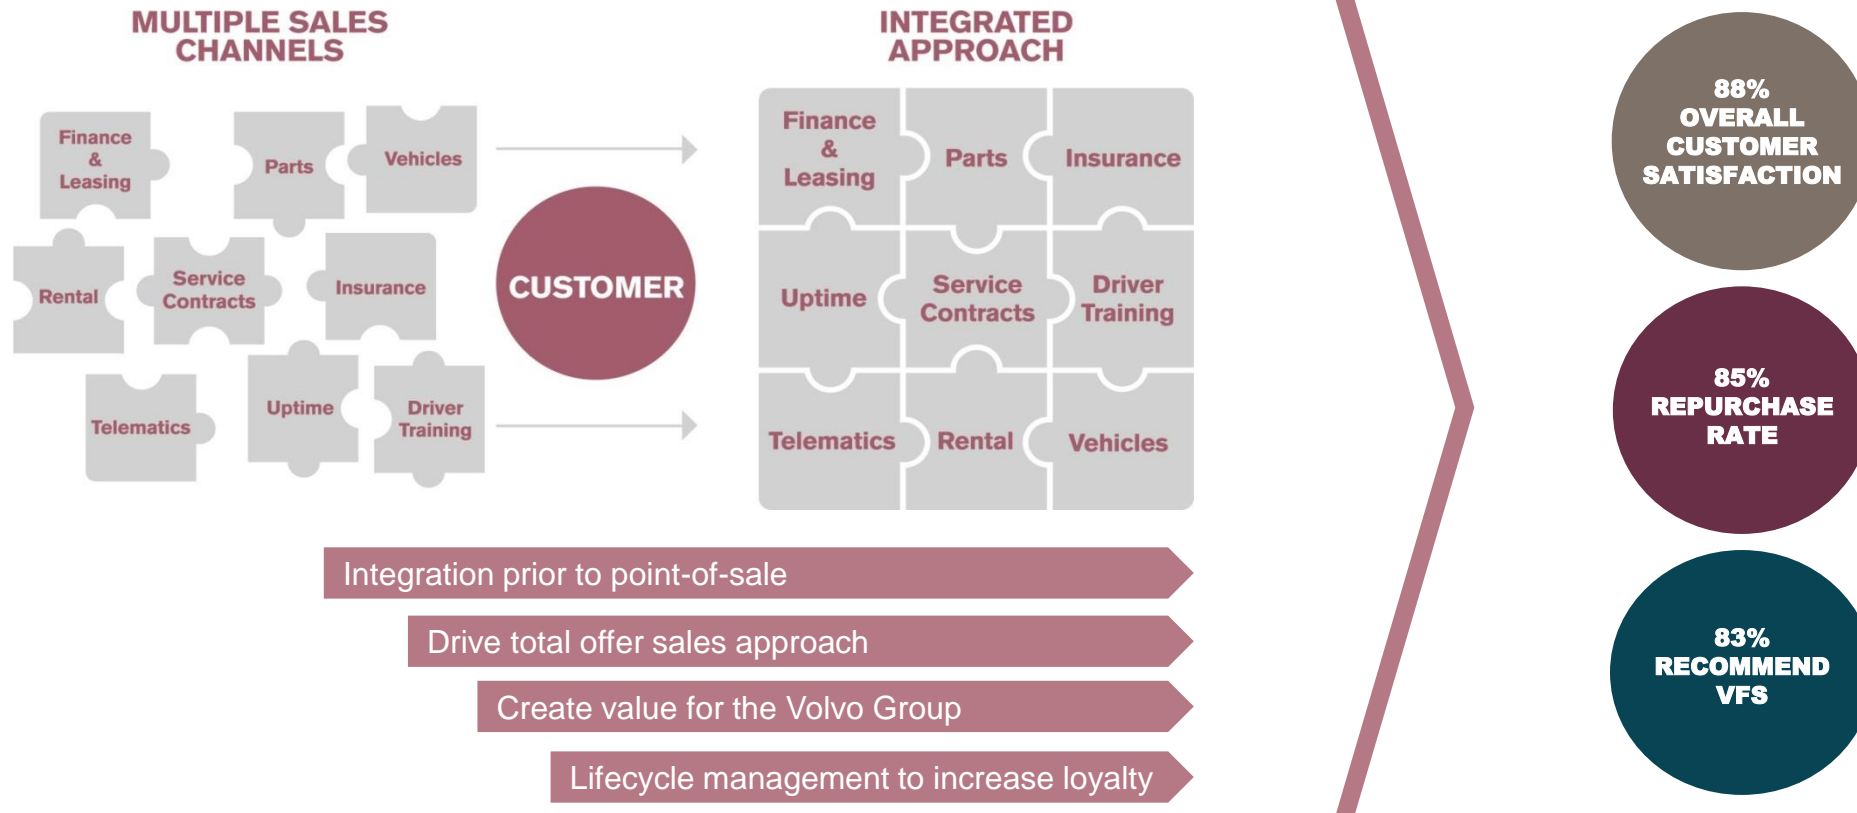 MULTIPLE SALES
CHANNELS
Finance
&
Leasing
Parts
Vehicles
Rental
Service
Contracts
Insurance
Telematics
Uptime
Driver
Training
CUSTOMER
INTEGRATED
APPROACH
Finance
&
Leasing
Parts
Insurance
Uptime
Service
Contracts
Driver
Training
Telematics
Rental
Vehicles
Integration prior to point-of-sale
Drive total offer sales approach
Create value for the Volvo Group
Lifecycle management to increase loyalty
88%
OVERALL
CUSTOMER
SATISFACTION
85%
REPURCHASE
RATE
83%
RECOMMEND
VFS